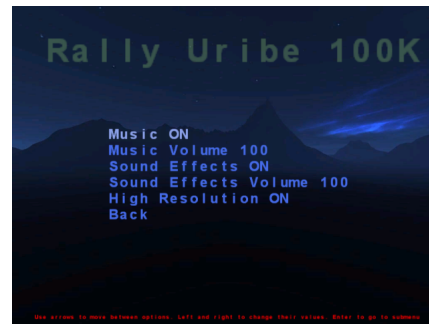 Rally Uribe 100K
Music ON
Music Volume 100
Sound Effects ON
Sound Effects Volume 100
High Resolution ON
Back
Use arrows to move between options. Left and right to change their values. Enter to go to submenu